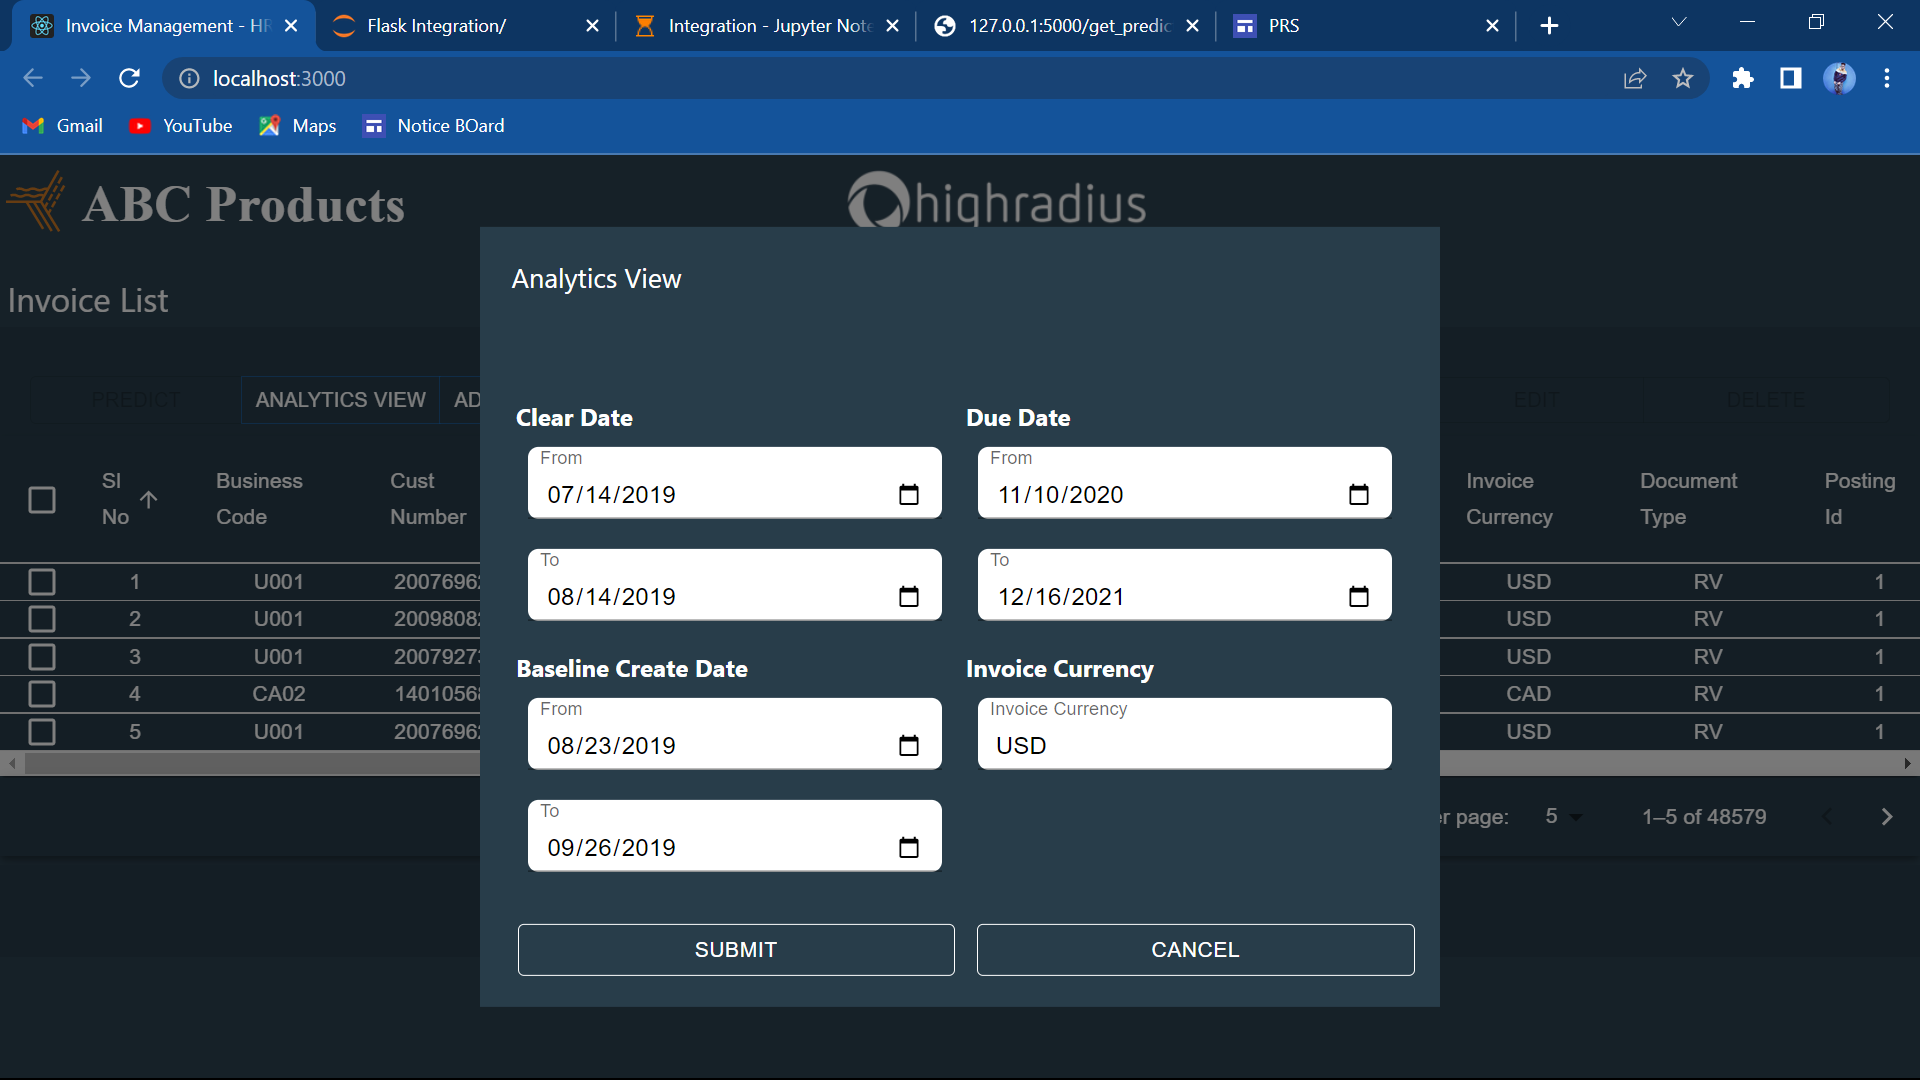 Invoice Management - HR
Flask Integration/
Integration - Jupyter Note
127.0.0.1:5000/get_predic
PRS
localhost:3000
Gmail
YouTube
Maps
Notice BOard
ABC Products
highradius
Invoice List
PREDICT
ANALYTICS VIEW
AD
EDIT
DELETE
Analytics View
Clear Date
Due Date
From
07/14/2019
From
11/10/2020
To
08/14/2019
To
12/16/2021
Baseline Create Date
Invoice Currency
From
08/23/2019
Invoice Currency
USD
To
09/26/2019
SUBMIT
CANCEL
Sl No
Business Code
Cust Number
Invoice Currency
Document Type
Posting Id
1 U001 2007696 USD RV 1
2 U001 2009808 USD RV 1
3 U001 2007927 USD RV 1
4 CA02 1401056 CAD RV 1
5 U001 2007696 USD RV 1
r page: 5 1–5 of 48579